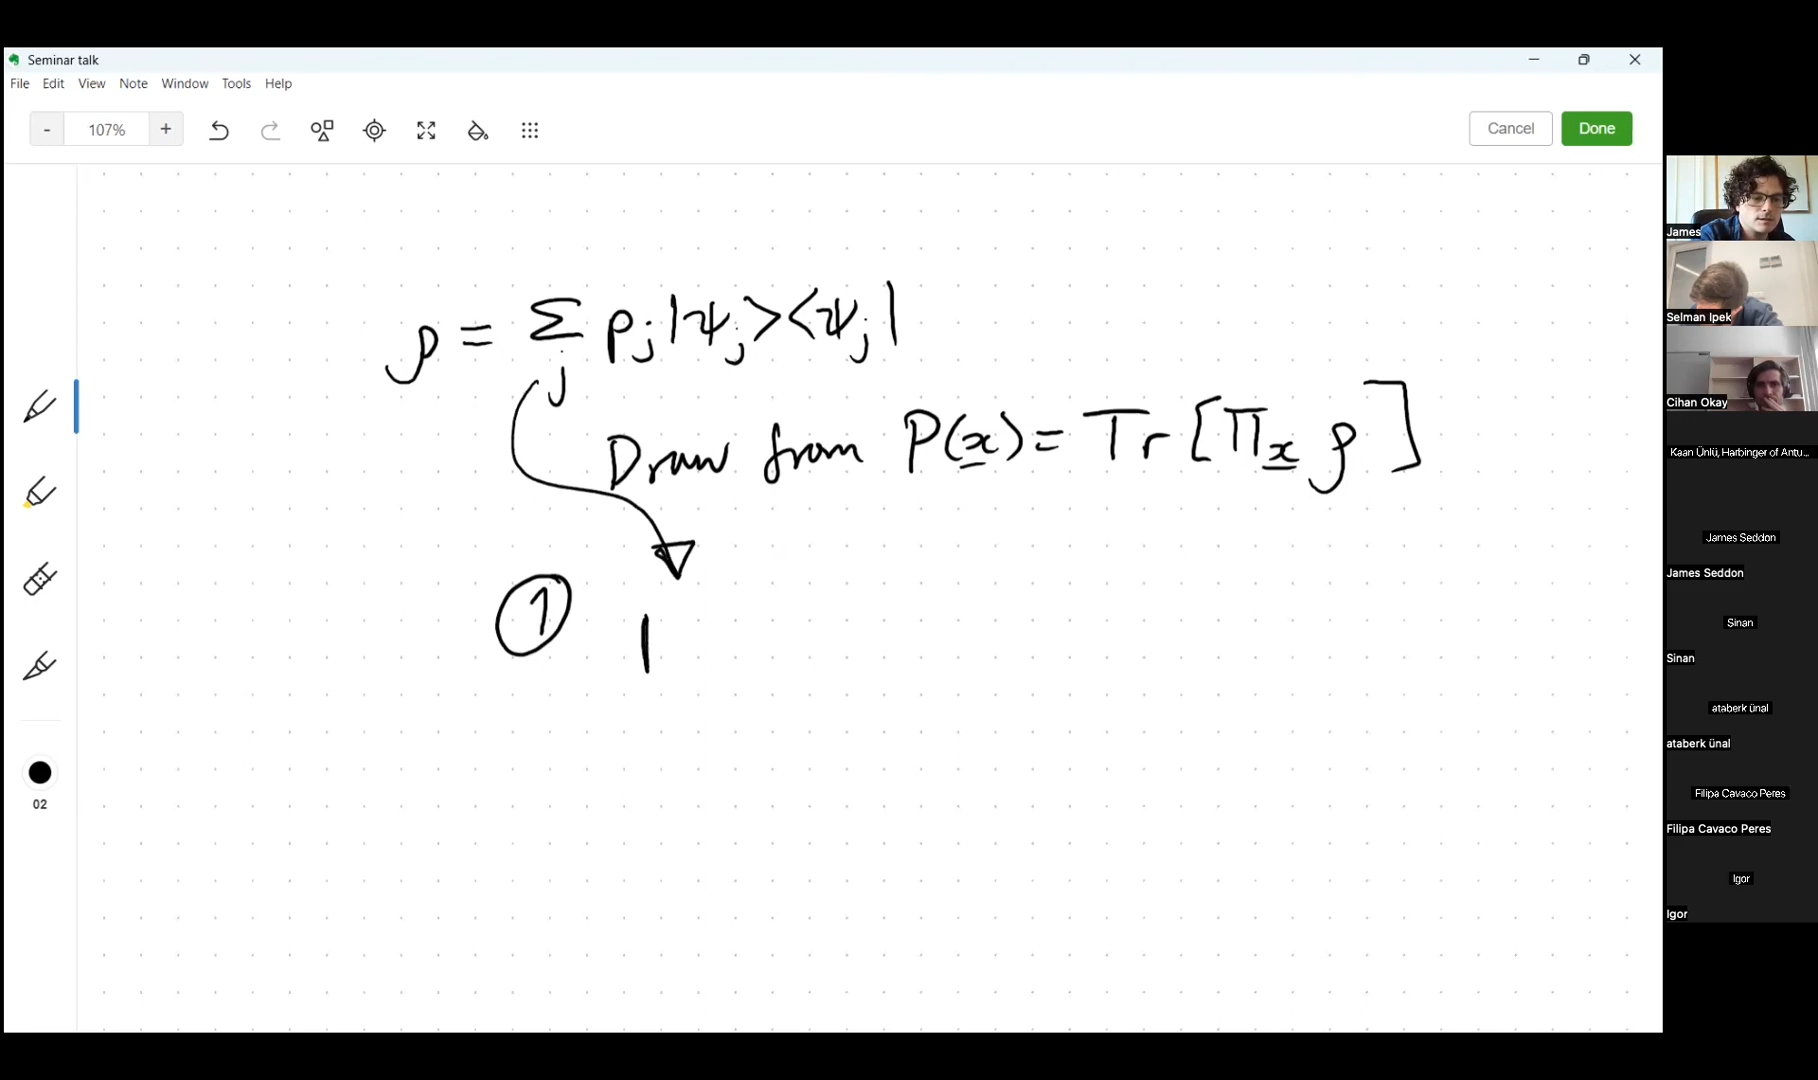 Seminar talk
File Edit View Note Window Tools Help
- 107% +
Cancel Done
ρ = Σ_j p_j |ψ_j><ψ_j|
Draw from P(x) = Tr [Π_x ρ]
① |
02
James
Selman Ipek
Cihan Okay
Kaan Ünlü, Harbinger of Antu...
James Seddon
James Seddon
Sinan
Sinan
ataberk ünal
ataberk ünal
Filipa Cavaco Peres
Filipa Cavaco Peres
Igor
Igor